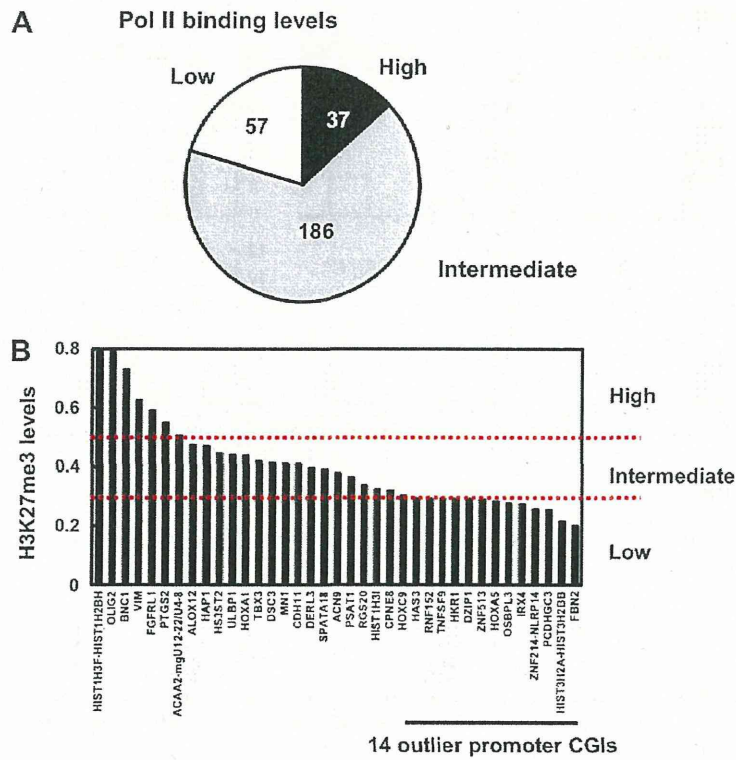 A
Pol II binding levels
Low
High
57
37
186
Intermediate
B
H3K27me3 levels
0.8
0.6
0.4
0.2
0
High
Intermediate
Low
HIST1H3F-HIST1H2BH
OLIG2
BNC1
VIM
FGFRL1
PTGS2
ACAA2-mgU12-22/U4-8
ALOX12
HAP1
HS3ST2
ULBP1
HOXA1
TBX3
DSC3
MN1
CDH11
DERL3
SPATA18
ACN9
PSAT1
RGS20
HIST1H3I
CPNE8
HOXC9
HAS3
RNF152
TNFSF9
HKR1
DZIP1
ZNF513
HOXA5
OSBPL3
IRX4
ZNF214-NLRP14
PCDHGC3
HIST3H2A-HIST3H2BB
FBN2
14 outlier promoter CGIs